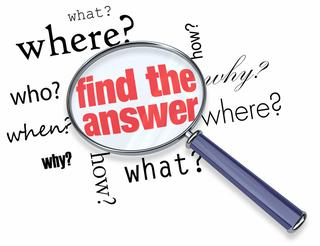 what?
where?
how?
who?
find the
answer
why?
when?
where?
why?
how?
what?